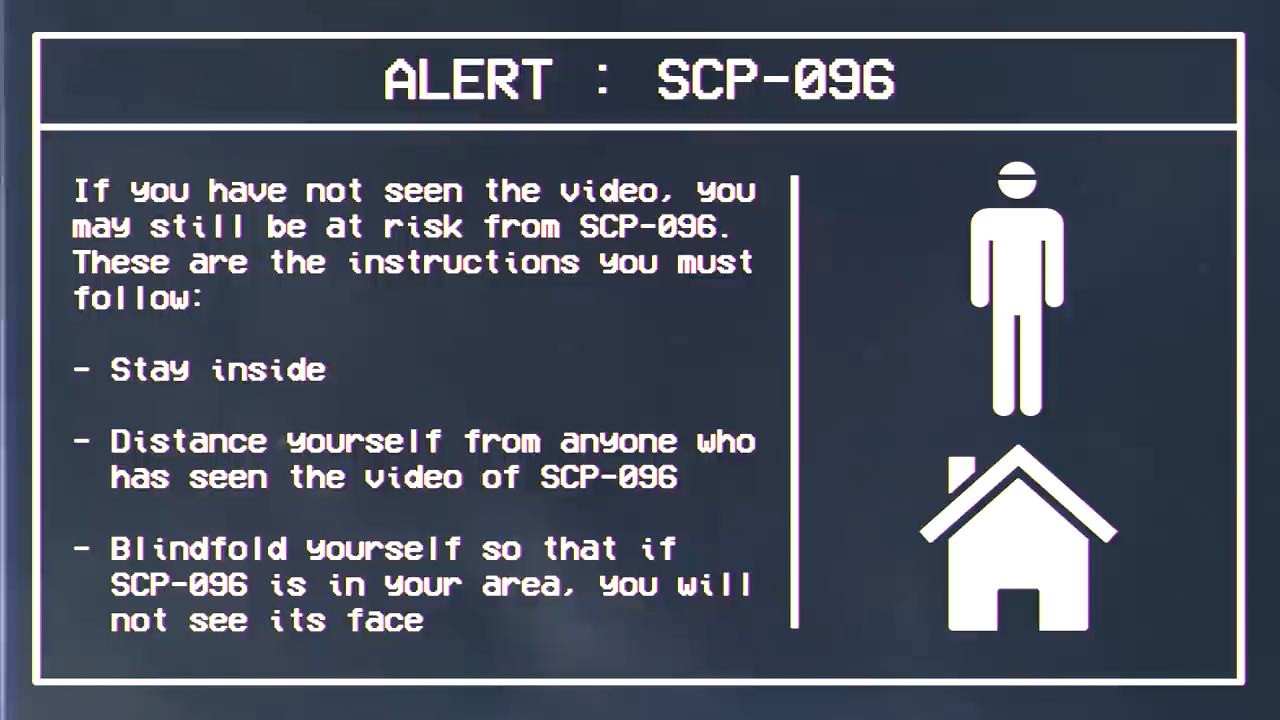 ALERT : SCP-096
If you have not seen the video, you
may still be at risk from SCP-096.
These are the instructions you must
follow:
- Stay inside
- Distance yourself from anyone who
has seen the video of SCP-096
- Blindfold yourself so that if
SCP-096 is in your area, you will
not see its face